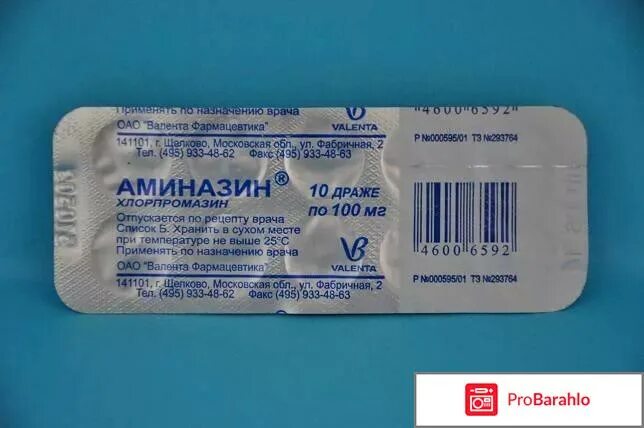 Применять по назначению врача
ОАО "Валента Фармацевтика"
VALENTA
141101, г. Щелково, Московская обл., ул. Фабричная, 2
Тел. (495) 933-48-62 Факс (495) 933-48-63
4600 6592
Р №000595/01 ТЗ №293764
АМИНАЗИН®
ХЛОРПРОМАЗИН
10 ДРАЖЕ
по 100 мг
Отпускается по рецепту врача
Список Б. Хранить в сухом месте
при температуре не выше 25°С
Применять по назначению врача
ОАО "Валента Фармацевтика"
VALENTA
141101, г. Щелково, Московская обл., ул. Фабричная, 2
Тел. (495) 933-48-62 Факс (495) 933-48-63
4600 6592
Р №000595/01 ТЗ №293764
ProBarahlo